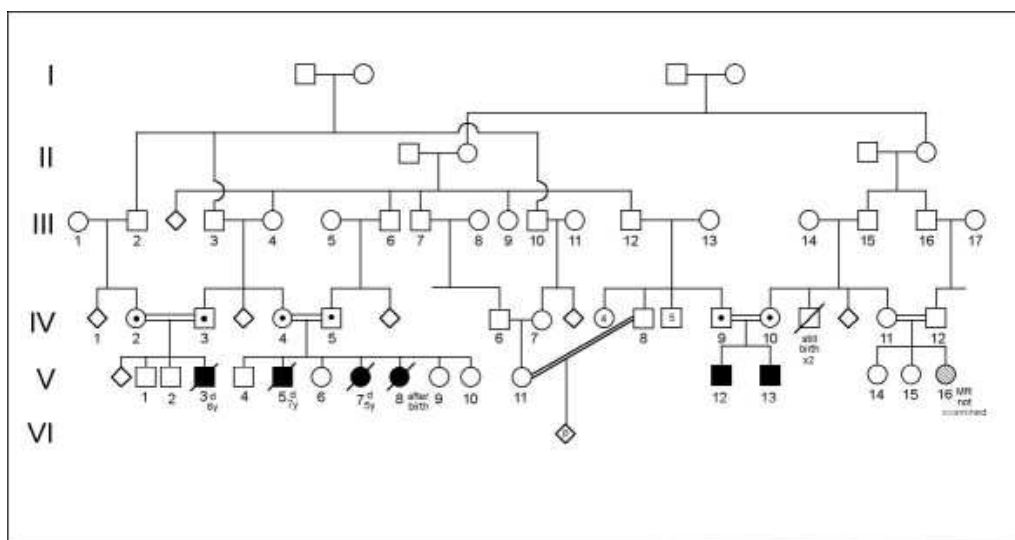 I
II
III
1 2 3 4 5 6 7 8 9 10 11 12 13 14 15 16 17
IV
4 5
1 2 3 4 5 6 7 8 9 10 11 12
still
birth
x2
V
1 2 3 d 4 5 d 6 7 d 8 after 9 10 11 12 13 14 15 16 MR
6y 7y 5y birth not
examined
VI